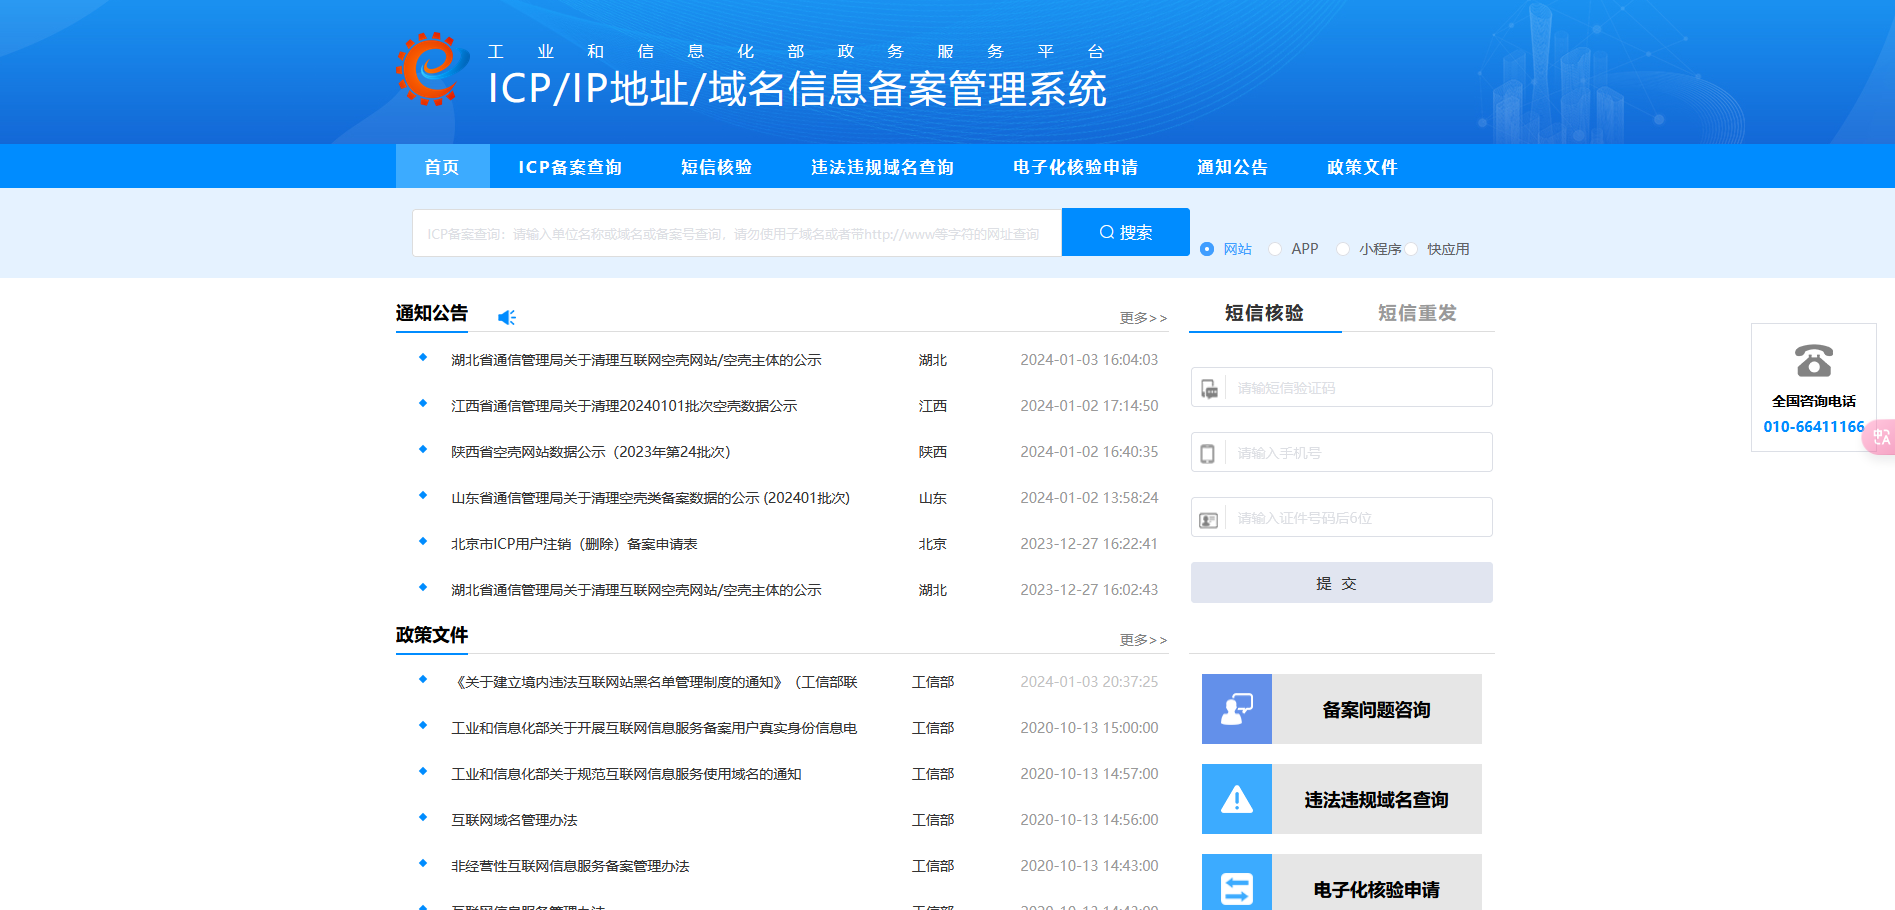 工业和信息化部政务服务平台
ICP/IP地址/域名信息备案管理系统
首页 ICP备案查询 短信核验 违法违规域名查询 电子化核验申请 通知公告 政策文件
ICP备案查询：请输入单位名称或域名或备案号查询，请勿使用子域名或者带http://www等字符的网址查询 搜索 网站 APP 小程序 快应用
通知公告 更多>>
湖北省通信管理局关于清理互联网空壳网站/空壳主体的公示 湖北 2024-01-03 16:04:03
江西省通信管理局关于清理20240101批次空壳数据公示 江西 2024-01-02 17:14:50
陕西省空壳网站数据公示（2023年第24批次） 陕西 2024-01-02 16:40:35
山东省通信管理局关于清理空壳类备案数据的公示 (202401批次) 山东 2024-01-02 13:58:24
北京市ICP用户注销（删除）备案申请表 北京 2023-12-27 16:22:41
湖北省通信管理局关于清理互联网空壳网站/空壳主体的公示 湖北 2023-12-27 16:02:43
短信核验 短信重发
请输短信验证码
请输入手机号
请输入证件号码后6位
提 交
全国咨询电话
010-66411166
中A
政策文件 更多>>
《关于建立境内违法互联网站黑名单管理制度的通知》（工信部联 工信部 2024-01-03 20:37:25
工业和信息化部关于开展互联网信息服务备案用户真实身份信息电 工信部 2020-10-13 15:00:00
工业和信息化部关于规范互联网信息服务使用域名的通知 工信部 2020-10-13 14:57:00
互联网域名管理办法 工信部 2020-10-13 14:56:00
非经营性互联网信息服务备案管理办法 工信部 2020-10-13 14:43:00
备案问题咨询
违法违规域名查询
电子化核验申请